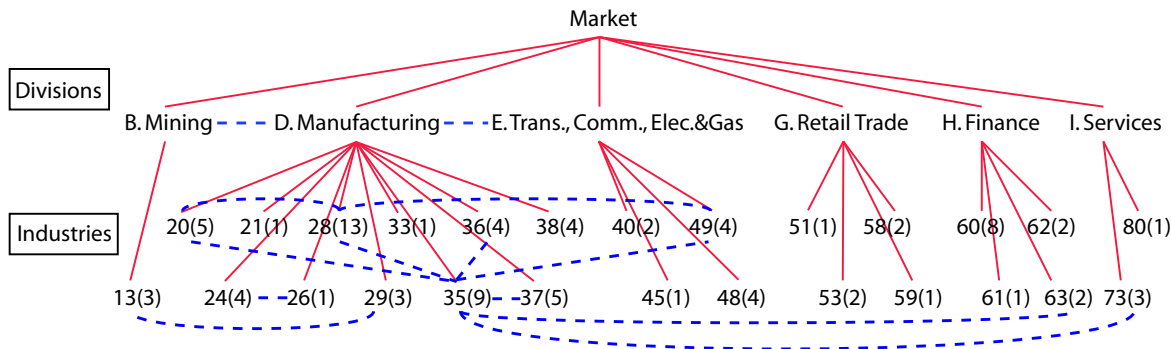 Market
Divisions
B. Mining D. Manufacturing E. Trans., Comm., Elec.&Gas G. Retail Trade H. Finance I. Services
Industries
20(5) 21(1) 28(13) 33(1) 36(4) 38(4) 40(2) 49(4) 51(1) 58(2) 60(8) 62(2) 80(1)
13(3) 24(4) 26(1) 29(3) 35(9) 37(5) 45(1) 48(4) 53(2) 59(1) 61(1) 63(2) 73(3)